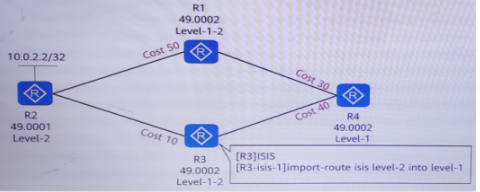 R1
49.0002
Level-1-2
Cost 50
Cost 30
10.0.2.2/32
R
R
R
R
R2
49.0001
Level-2
Cost 10
Cost 40
R4
49.0002
Level-1
R3
49.0002
Level-1-2
[R3]ISIS
[R3-isis-1]import-route isis level-2 into level-1